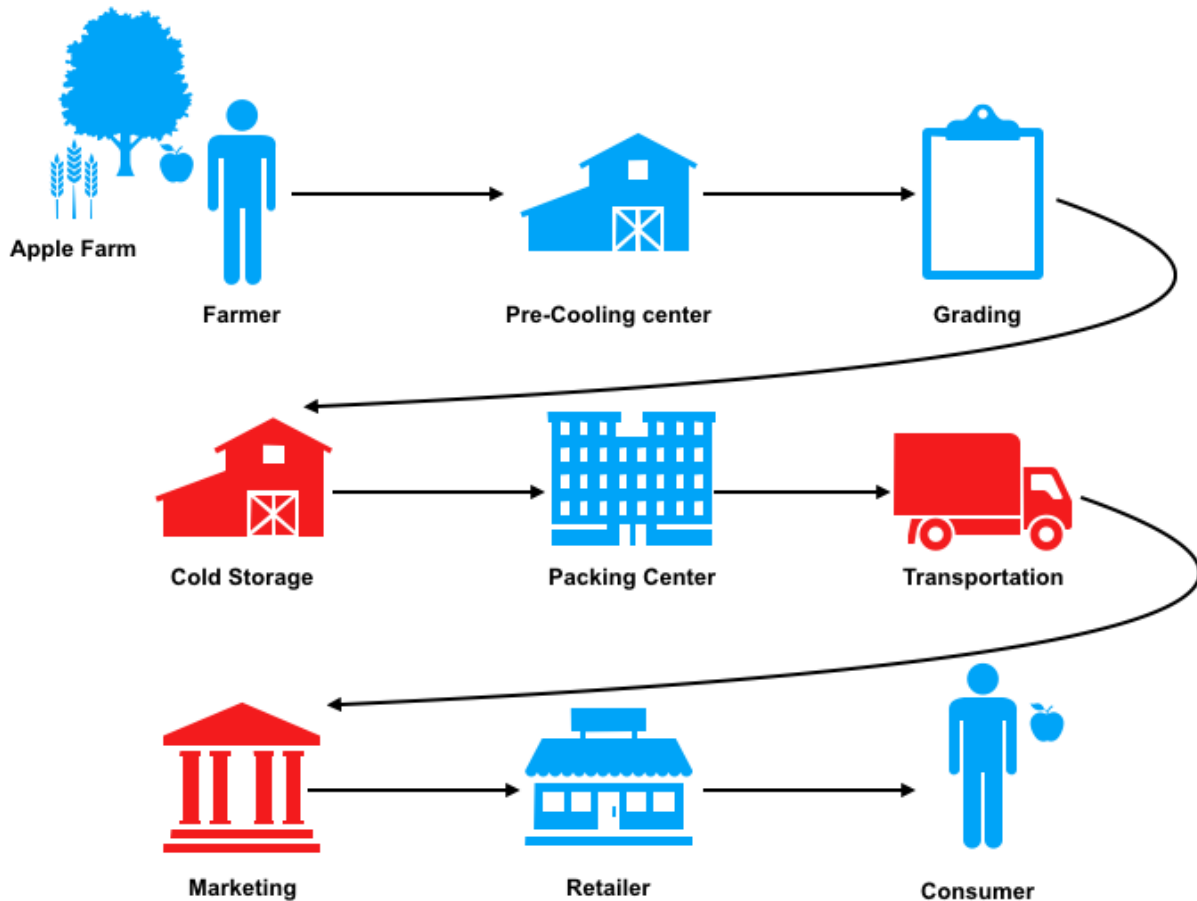 Apple Farm
Farmer
Pre-Cooling center
Grading
Cold Storage
Packing Center
Transportation
Marketing
Retailer
Consumer